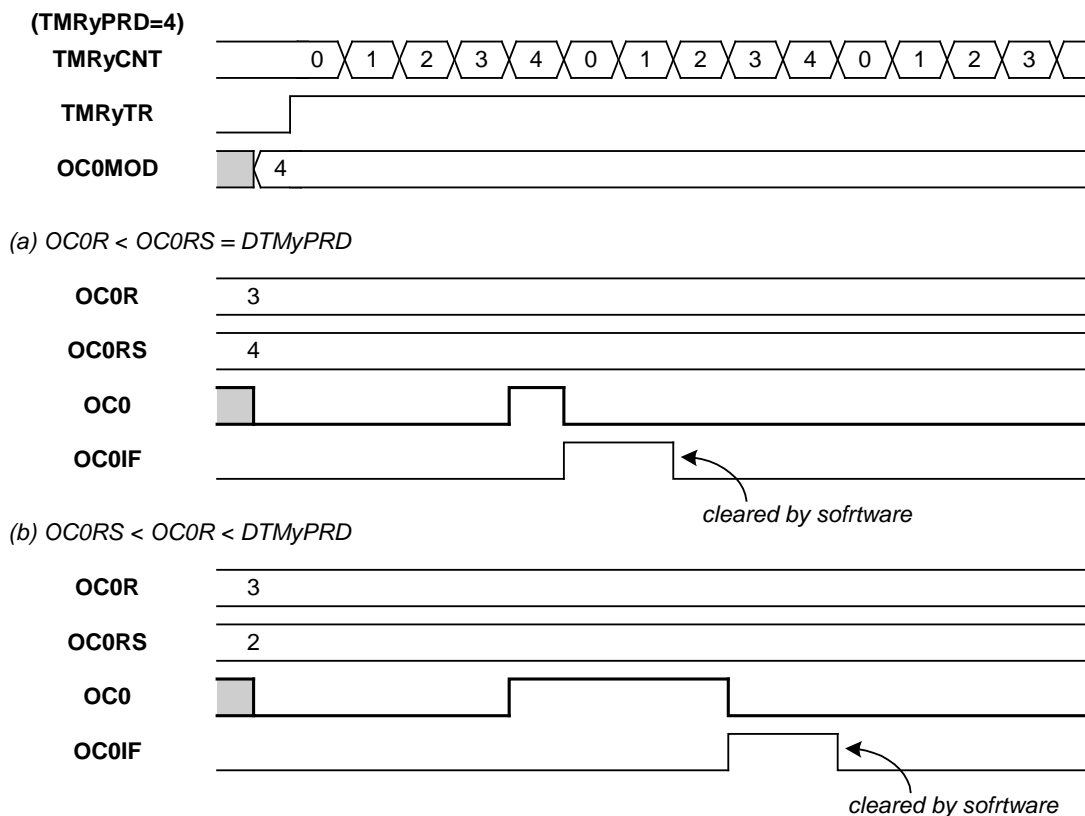 (TMRyPRD=4)
TMRyCNT 0 1 2 3 4 0 1 2 3 4 0 1 2 3
TMRyTR
OC0MOD 4
(a) OC0R < OC0RS = DTMyPRD
OC0R 3
OC0RS 4
OC0
OC0IF
cleared by sofrtware
(b) OC0RS < OC0R < DTMyPRD
OC0R 3
OC0RS 2
OC0
OC0IF
cleared by sofrtware